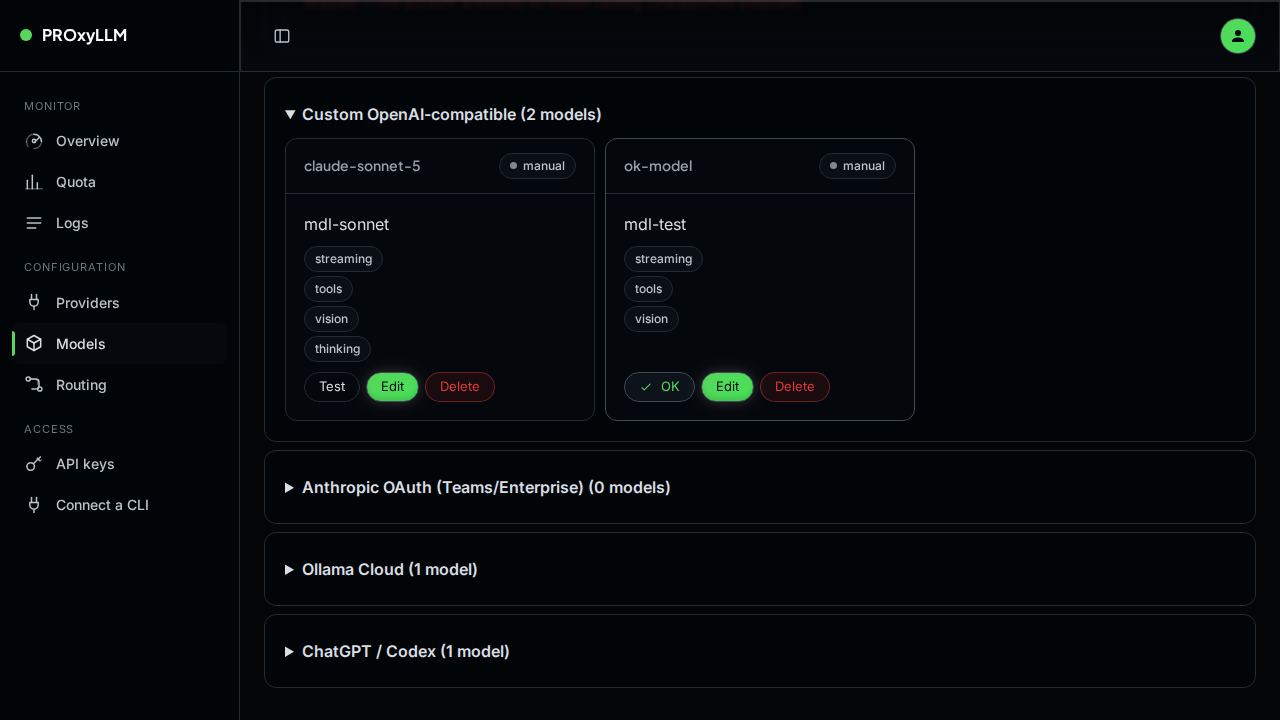 PROxyLLM
MONITOR
Overview
Quota
Logs
CONFIGURATION
Providers
Models
Routing
ACCESS
API keys
Connect a CLI
Custom OpenAI-compatible (2 models)
claude-sonnet-5
manual
mdl-sonnet
streaming
tools
vision
thinking
Test
Edit
Delete
ok-model
manual
mdl-test
streaming
tools
vision
OK
Edit
Delete
Anthropic OAuth (Teams/Enterprise) (0 models)
Ollama Cloud (1 model)
ChatGPT / Codex (1 model)